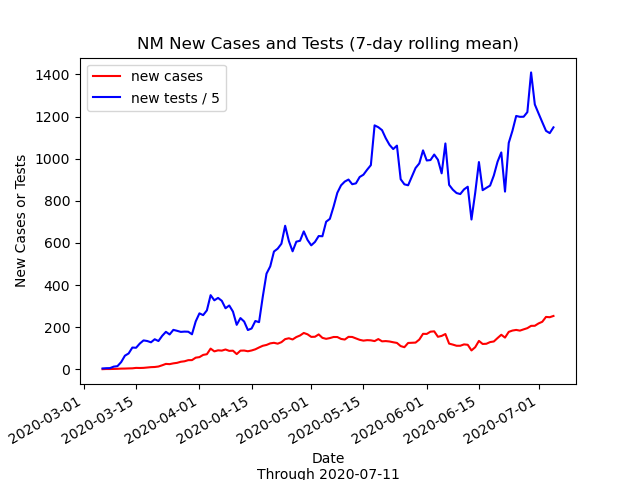 NM New Cases and Tests (7-day rolling mean)
new cases
new tests / 5
New Cases or Tests
1400
1200
1000
800
600
400
200
0
2020-03-01
2020-03-15
2020-04-01
2020-04-15
2020-05-01
2020-05-15
2020-06-01
2020-06-15
2020-07-01
Date
Through 2020-07-11